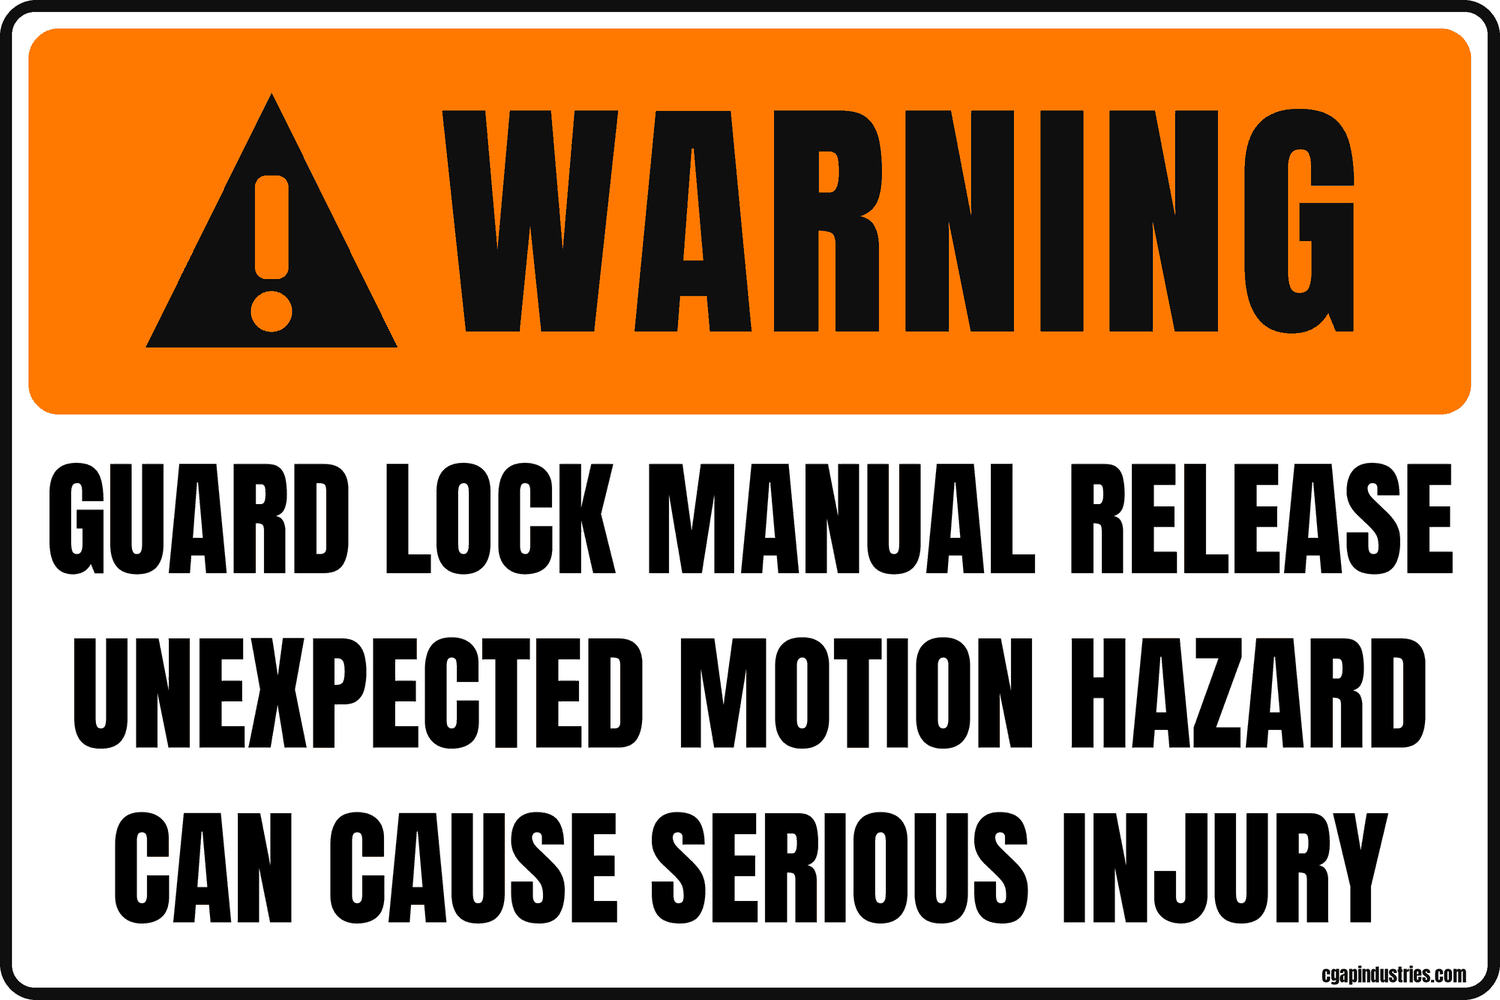 WARNING
GUARD LOCK MANUAL RELEASE
UNEXPECTED MOTION HAZARD
CAN CAUSE SERIOUS INJURY
cgapindustries.com